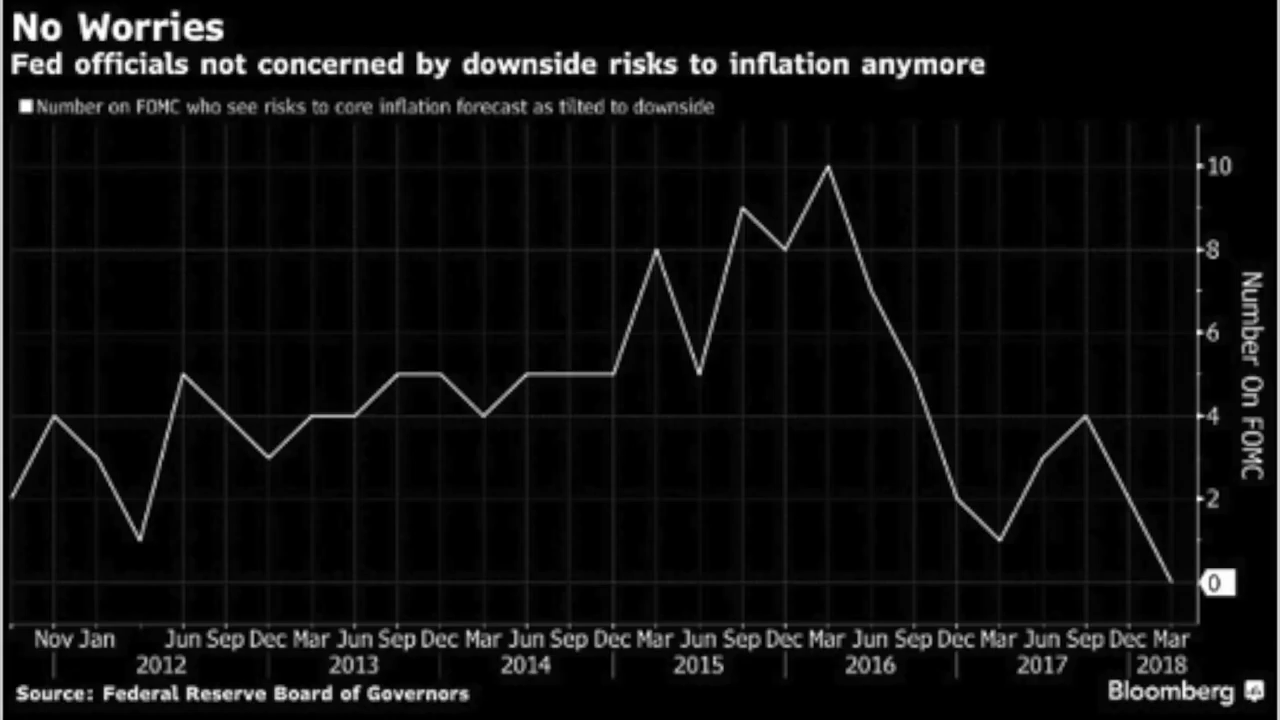 No Worries
Fed officials not concerned by downside risks to inflation anymore
Number on FOMC who see risks to core inflation forecast as tilted to downside
10
8
6
4
2
0
Number On FOMC
Nov Jan Jun Sep Dec Mar Jun Sep Dec Mar Jun Sep Dec Mar Jun Sep Dec Mar Jun Sep Dec Mar Jun Sep Dec Mar
2012 2013 2014 2015 2016 2017 2018
Source: Federal Reserve Board of Governors
Bloomberg